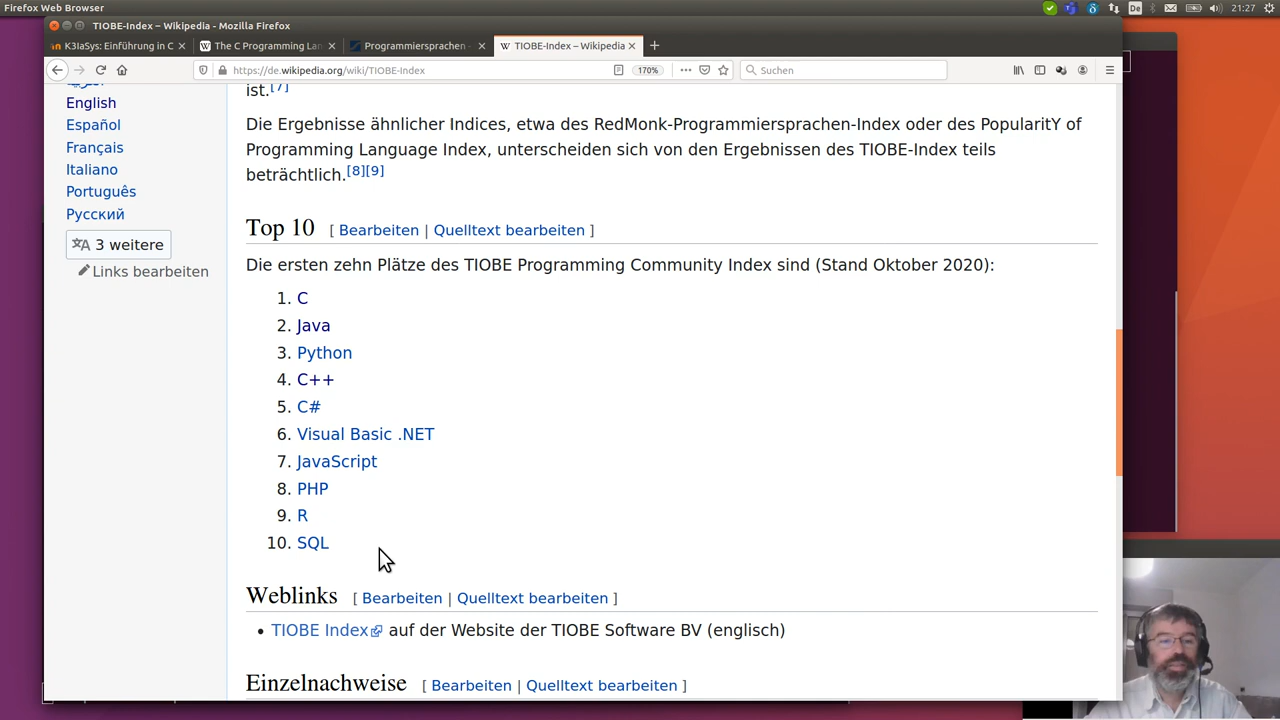 Firefox Web Browser
De
21:27
TIOBE-Index – Wikipedia - Mozilla Firefox
K3IaSys: Einführung in C
The C Programming Lan
Programmiersprachen
TIOBE-Index – Wikipedia
https://de.wikipedia.org/wiki/TIOBE-Index
170%
Suchen
English
Español
Français
Italiano
Português
Русский
3 weitere
Links bearbeiten
ist.[7]
Die Ergebnisse ähnlicher Indices, etwa des RedMonk-Programmiersprachen-Index oder des PopularitY of
Programming Language Index, unterscheiden sich von den Ergebnissen des TIOBE-Index teils
beträchtlich.[8][9]
Top 10 [ Bearbeiten | Quelltext bearbeiten ]
Die ersten zehn Plätze des TIOBE Programming Community Index sind (Stand Oktober 2020):
1. C
2. Java
3. Python
4. C++
5. C#
6. Visual Basic .NET
7. JavaScript
8. PHP
9. R
10. SQL
Weblinks [ Bearbeiten | Quelltext bearbeiten ]
• TIOBE Index auf der Website der TIOBE Software BV (englisch)
Einzelnachweise [ Bearbeiten | Quelltext bearbeiten ]